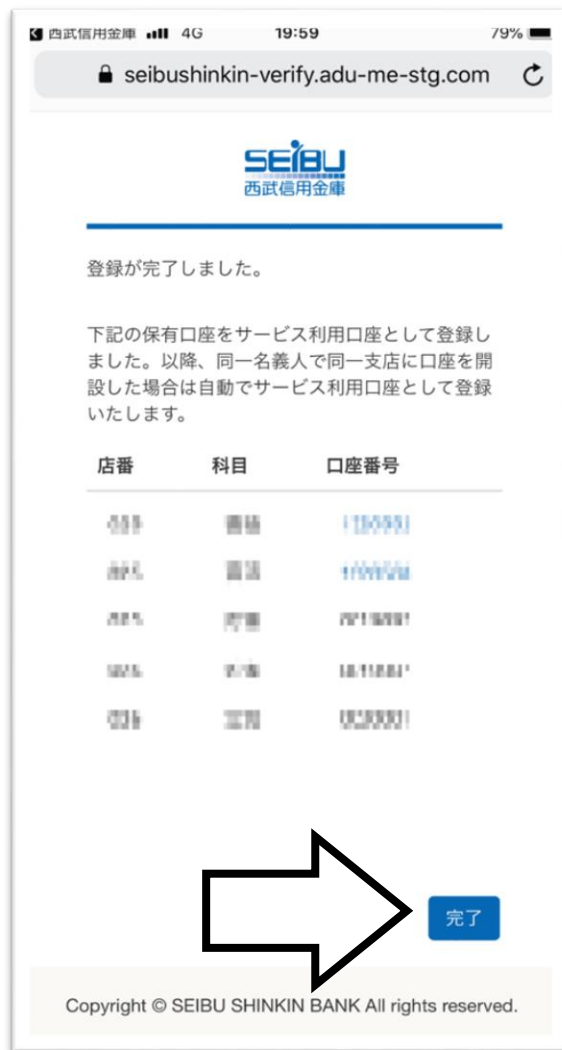 西武信用金庫 4G 19:59 79%
seibushinkin-verify.adu-me-stg.com
SEIBU
西武信用金庫
登録が完了しました。
下記の保有口座をサービス利用口座として登録し
ました。以降、同一名義人で同一支店に口座を開
設した場合は自動でサービス利用口座として登録
いたします。
店番 科目 口座番号
完了
Copyright © SEIBU SHINKIN BANK All rights reserved.